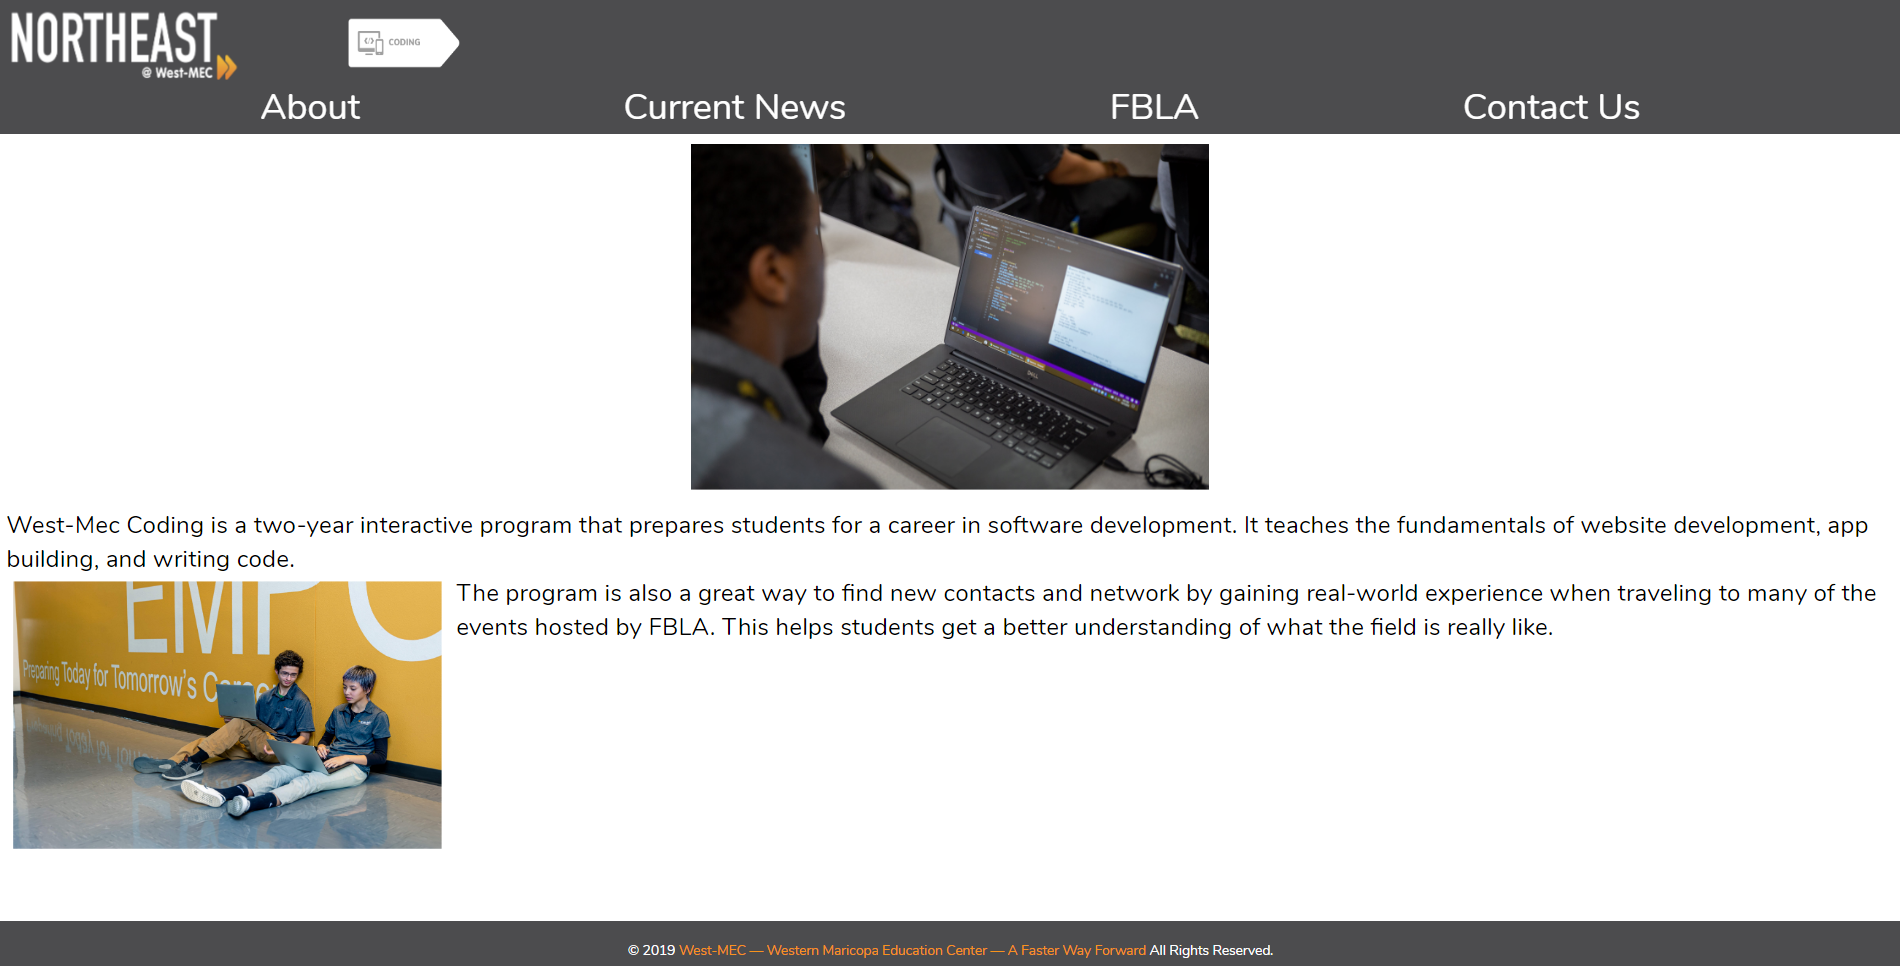 NORTHEAST
@ West-MEC
CODING
About
Current News
FBLA
Contact Us
DELL
West-Mec Coding is a two-year interactive program that prepares students for a career in software development. It teaches the fundamentals of website development, app
building, and writing code.
The program is also a great way to find new contacts and network by gaining real-world experience when traveling to many of the
events hosted by FBLA. This helps students get a better understanding of what the field is really like.
EMPO
Preparing Today for Tomorrow's Caree
© 2019 West-MEC — Western Maricopa Education Center — A Faster Way Forward All Rights Reserved.